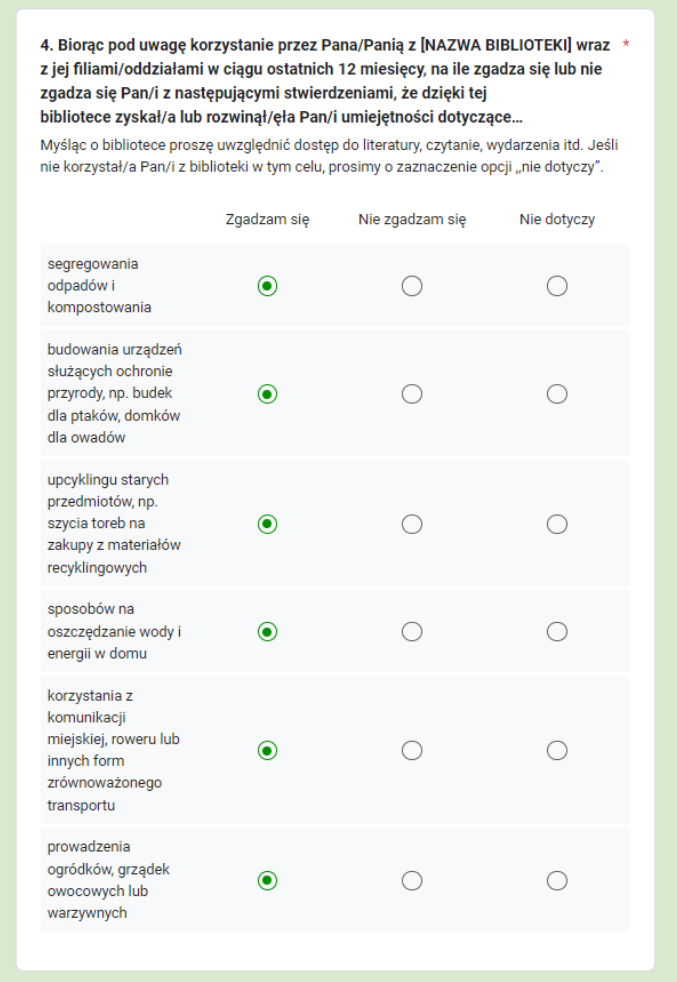 4. Biorąc pod uwagę korzystanie przez Pana/Panią z [NAZWA BIBLIOTEKI] wraz *
z jej filiami/oddziałami w ciągu ostatnich 12 miesięcy, na ile zgadza się lub nie
zgadza się Pan/i z następującymi stwierdzeniami, że dzięki tej
bibliotece zyskał/a lub rozwinął/ęła Pan/i umiejętności dotyczące...
Myśląc o bibliotece proszę uwzględnić dostęp do literatury, czytanie, wydarzenia itd. Jeśli
nie korzystał/a Pan/i z biblioteki w tym celu, prosimy o zaznaczenie opcji „nie dotyczy”.
Zgadzam się Nie zgadzam się Nie dotyczy
segregowania
odpadów i
kompostowania
budowania urządzeń
służących ochronie
przyrody, np. budek
dla ptaków, domków
dla owadów
upcyklingu starych
przedmiotów, np.
szycia toreb na
zakupy z materiałów
recyklingowych
sposobów na
oszczędzanie wody i
energii w domu
korzystania z
komunikacji
miejskiej, roweru lub
innych form
zrównoważonego
transportu
prowadzenia
ogródków, grządek
owocowych lub
warzywnych